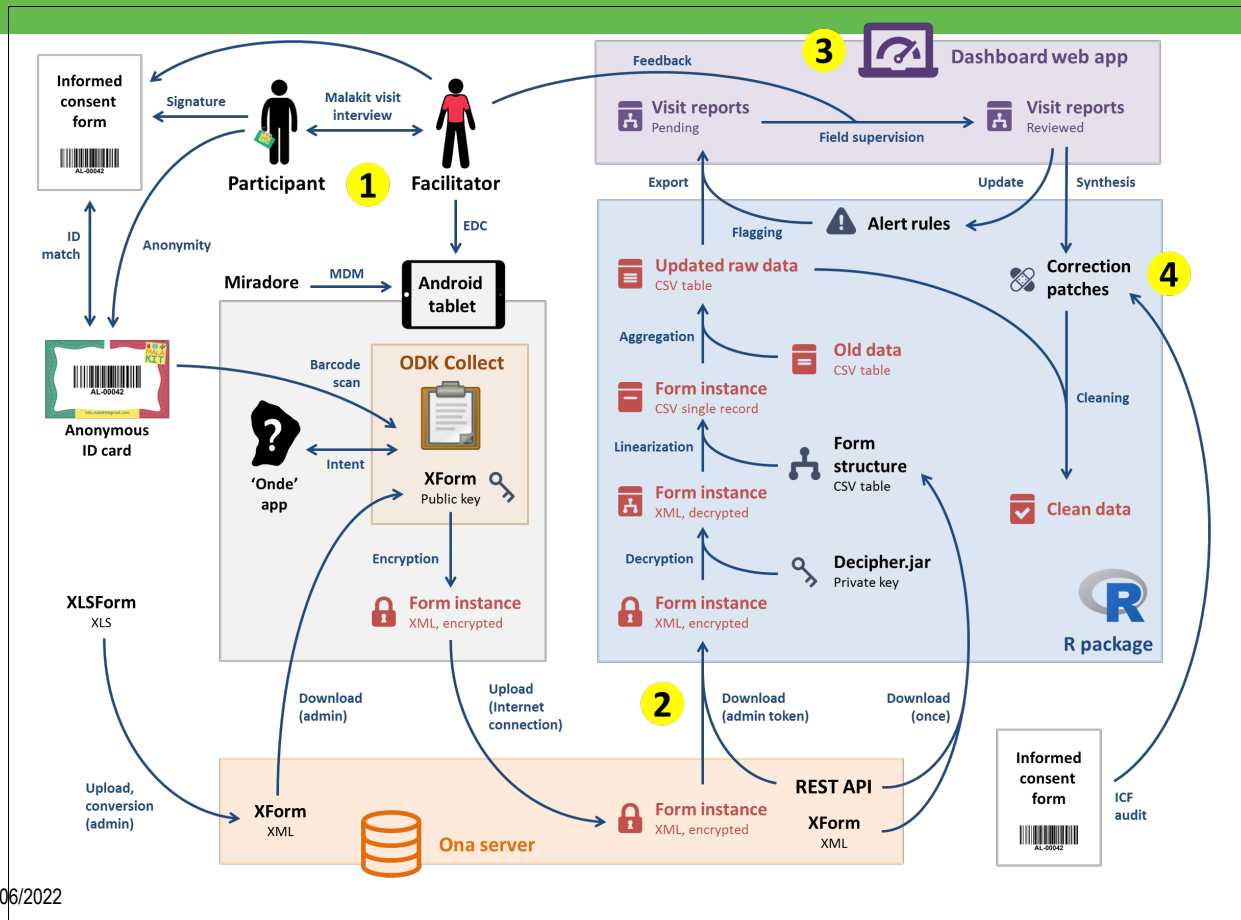 Informed
consent
form
AL-00042
Signature
Malakit visit
interview
Participant
1
Facilitator
ID
match
Anonymity
EDC
Miradore
MDM
Android
tablet
MALA
KIT
AL-00042
Anonymous
ID card
Barcode
scan
ODK Collect
?
'Onde'
app
Intent
XForm
Public key
Encryption
Form instance
XML, encrypted
XLSForm
XLS
Download
(admin)
Upload
(Internet
connection)
Upload,
conversion
(admin)
XForm
XML
Ona server
Form instance
XML, encrypted
REST API
XForm
XML
2
Download
(admin token)
Download
(once)
3
Dashboard web app
Feedback
Visit reports
Pending
Field supervision
Visit reports
Reviewed
Export
Update
Synthesis
Flagging
Alert rules
Updated raw data
CSV table
Correction
patches
4
Aggregation
Old data
CSV table
Form instance
CSV single record
Cleaning
Linearization
Form
structure
CSV table
Form instance
XML, decrypted
Clean data
Decryption
Decipher.jar
Private key
Form instance
XML, encrypted
R
R package
Informed
consent
form
AL-00042
ICF
audit
06/2022